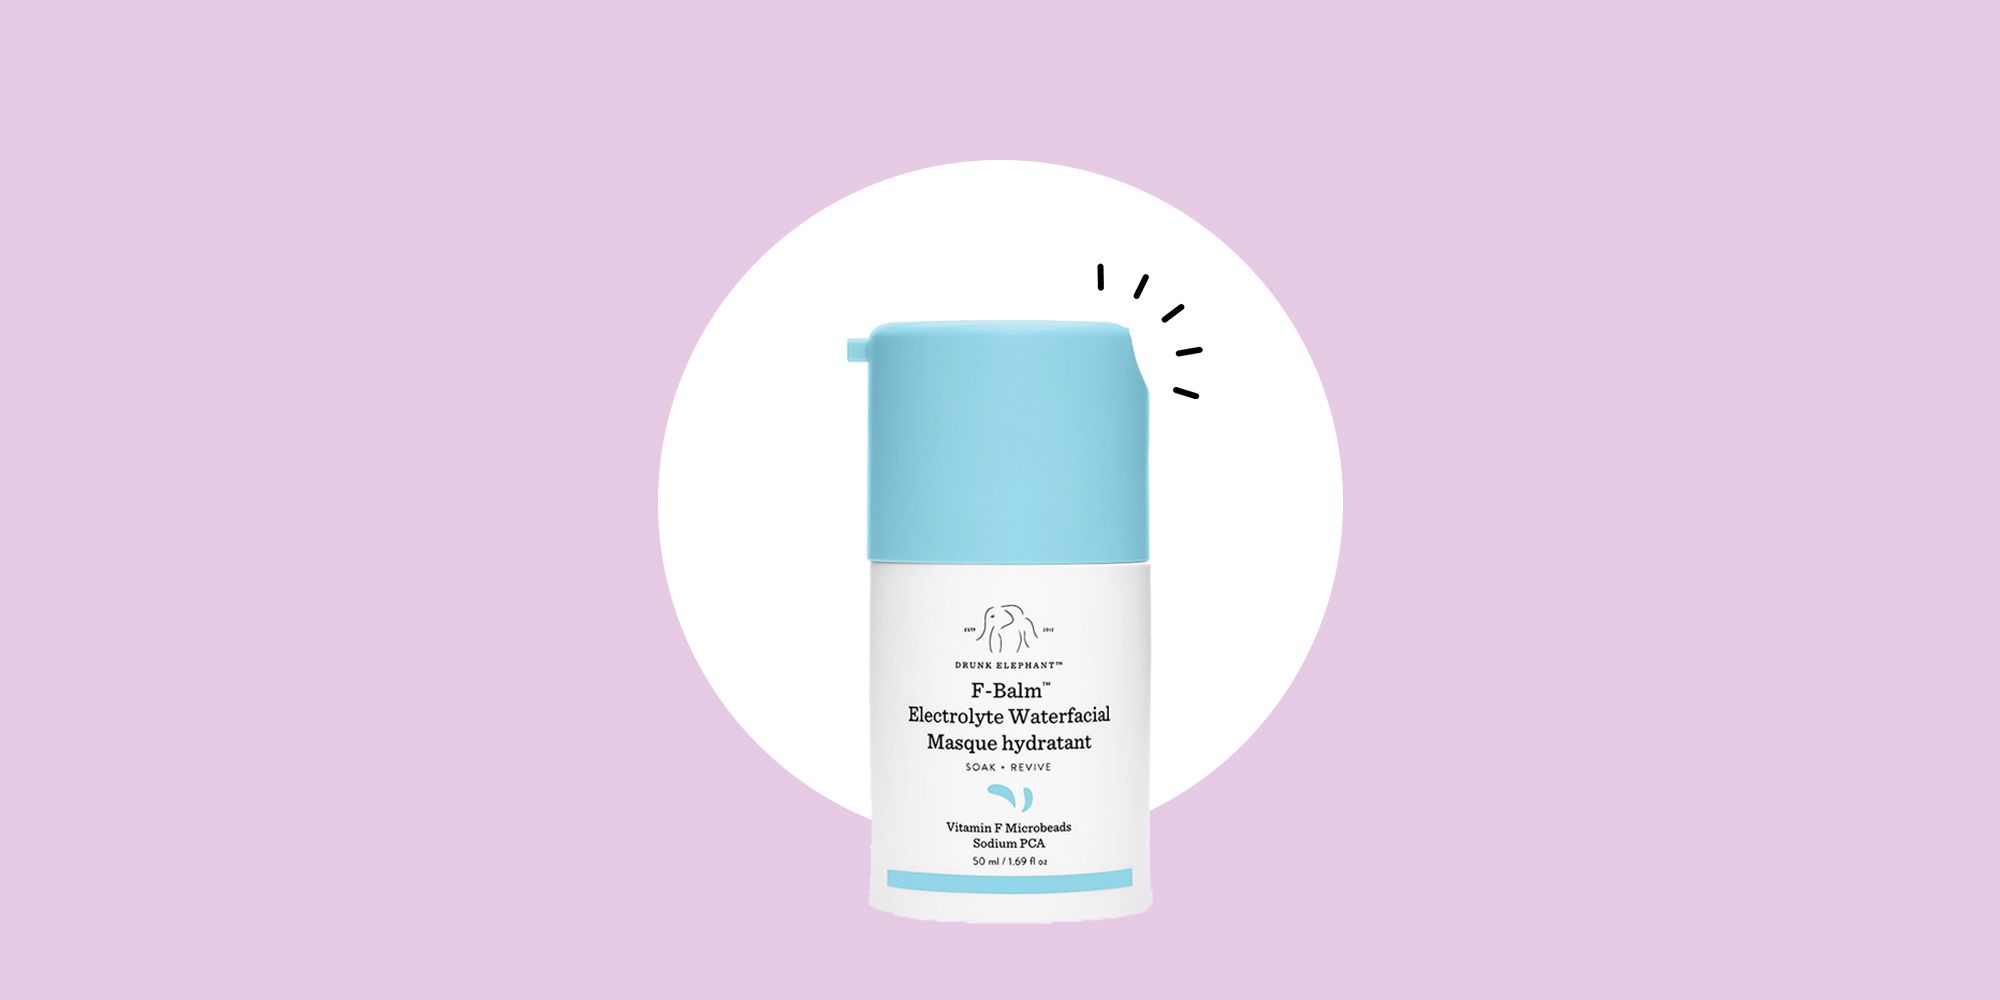 ESTD 2012
DRUNK ELEPHANT™
F-Balm™
Electrolyte Waterfacial
Masque hydratant
SOAK + REVIVE
Vitamin F Microbeads
Sodium PCA
50 ml / 1.69 fl oz